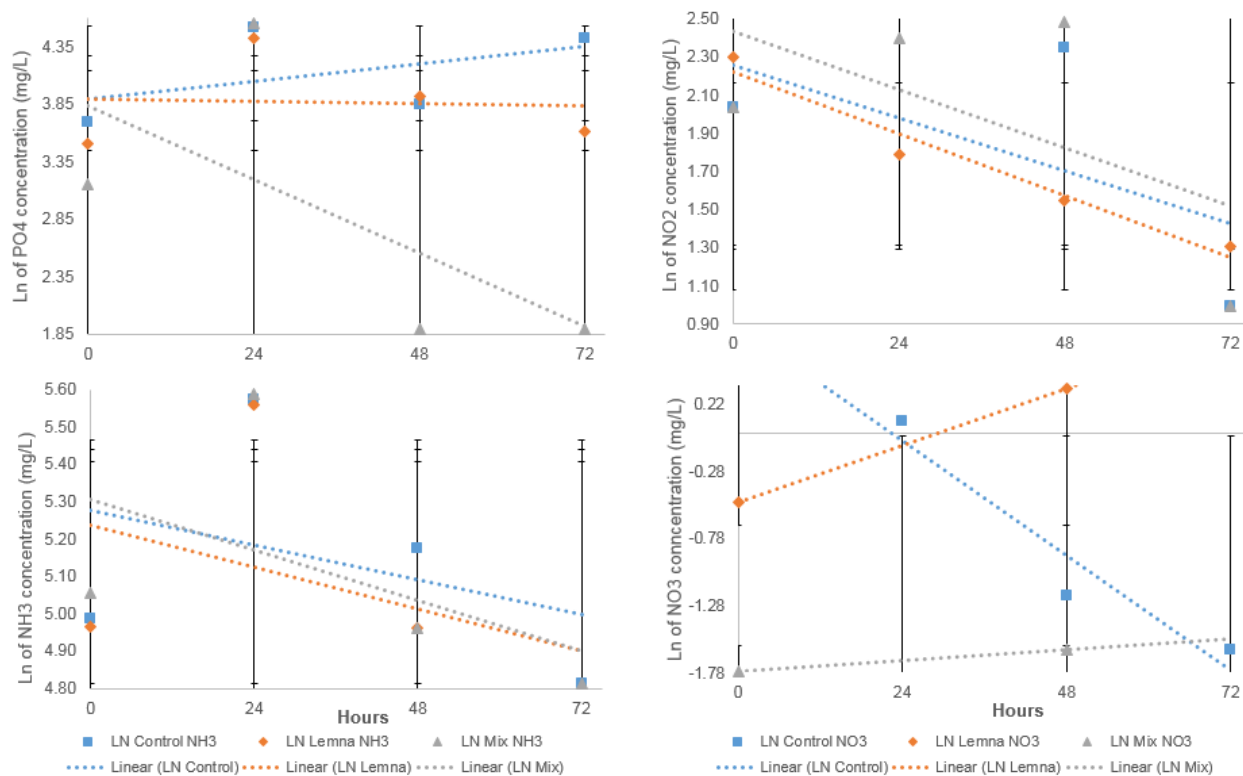 Ln of PO4 concentration (mg/L)
4.35
3.85
3.35
2.85
2.35
1.85
0 24 48 72
Ln of NO2 concentration (mg/L)
2.50
2.30
2.10
1.90
1.70
1.50
1.30
1.10
0.90
0 24 48 72
Ln of NH3 concentration (mg/L)
5.60
5.50
5.40
5.30
5.20
5.10
5.00
4.90
4.80
0 24 48 72
Hours
LN Control NH3 LN Lemna NH3 LN Mix NH3
Linear (LN Control) Linear (LN Lemna) Linear (LN Mix)
Ln of NO3 conncentration (mg/L)
0.22
-0.28
-0.78
-1.28
-1.78
0 24 48 72
Hours
LN Control NO3 LN Lemna NO3 LN Mix NO3
Linear (LN Control) Linear (LN Lemna) Linear (LN Mix)